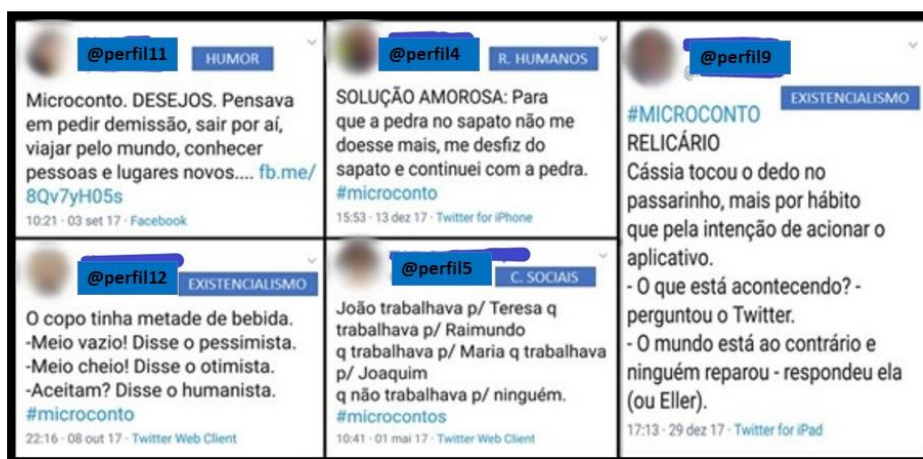 @perfil11
HUMOR
Microconto. DESEJOS. Pensava
em pedir demissão, sair por aí,
viajar pelo mundo, conhecer
pessoas e lugares novos.... fb.me/
8Qv7yH05s
10:21 · 03 set 17 · Facebook
@perfil4
R. HUMANOS
SOLUÇÃO AMOROSA: Para
que a pedra no sapato não me
doesse mais, me desfiz do
sapato e continuei com a pedra.
#microconto
15:53 · 13 dez 17 · Twitter for iPhone
@perfil9
EXISTENCIALISMO
#MICROCONTO
RELICÁRIO
Cássia tocou o dedo no
passarinho, mais por hábito
que pela intenção de acionar o
aplicativo.
- O que está acontecendo? -
perguntou o Twitter.
- O mundo está ao contrário e
ninguém reparou - respondeu ela
(ou Eller).
17:13 · 29 dez 17 · Twitter for iPad
@perfil12
EXISTENCIALISMO
O copo tinha metade de bebida.
-Meio vazio! Disse o pessimista.
-Meio cheio! Disse o otimista.
-Aceitam? Disse o humanista.
#microconto
22:16 · 08 out 17 · Twitter Web Client
@perfil5
C. SOCIAIS
João trabalhava p/ Teresa q
trabalhava p/ Raimundo
q trabalhava p/ Maria q trabalhava
p/ Joaquim
q não trabalhava p/ ninguém.
#microcontos
10:41 · 01 mai 17 · Twitter Web Client